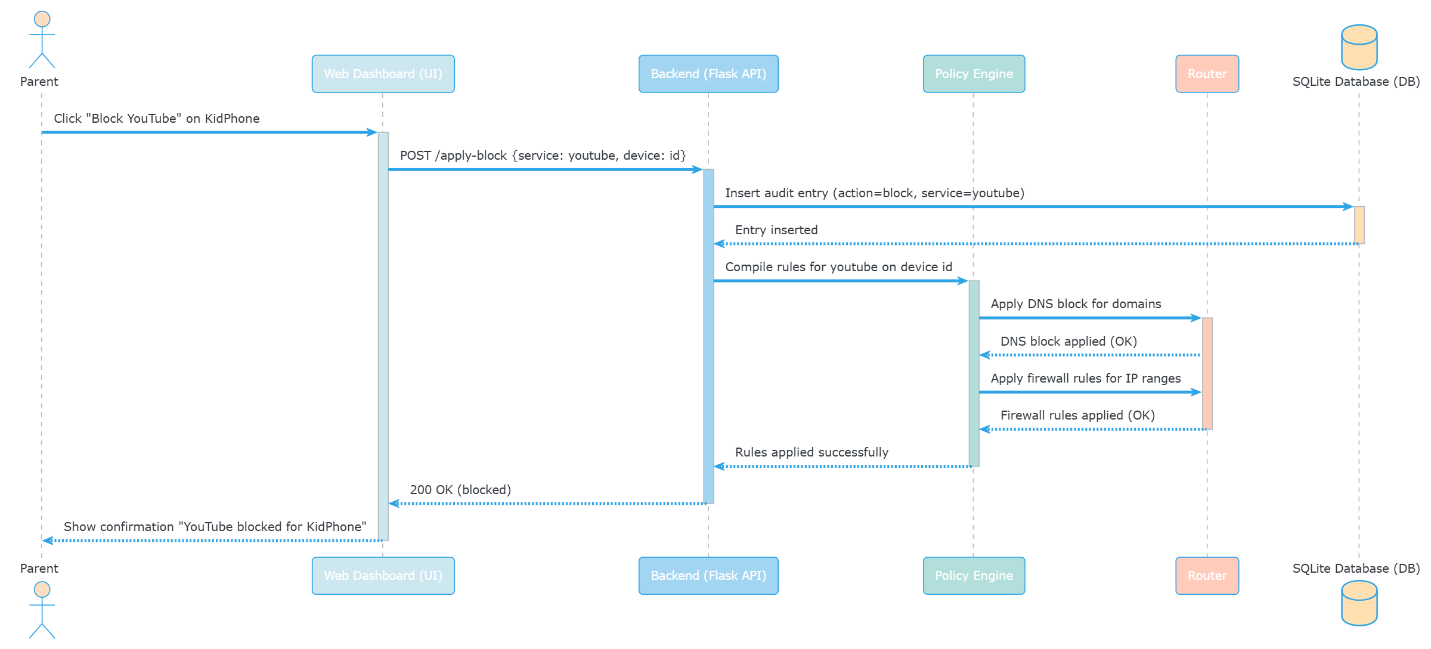 Parent
Web Dashboard (UI)
Backend (Flask API)
Policy Engine
Router
SQLite Database (DB)
Click "Block YouTube" on KidPhone
POST /apply-block {service: youtube, device: id}
Insert audit entry (action=block, service=youtube)
Entry inserted
Compile rules for youtube on device id
Apply DNS block for domains
DNS block applied (OK)
Apply firewall rules for IP ranges
Firewall rules applied (OK)
Rules applied successfully
200 OK (blocked)
Show confirmation "YouTube blocked for KidPhone"
Parent
Web Dashboard (UI)
Backend (Flask API)
Policy Engine
Router
SQLite Database (DB)